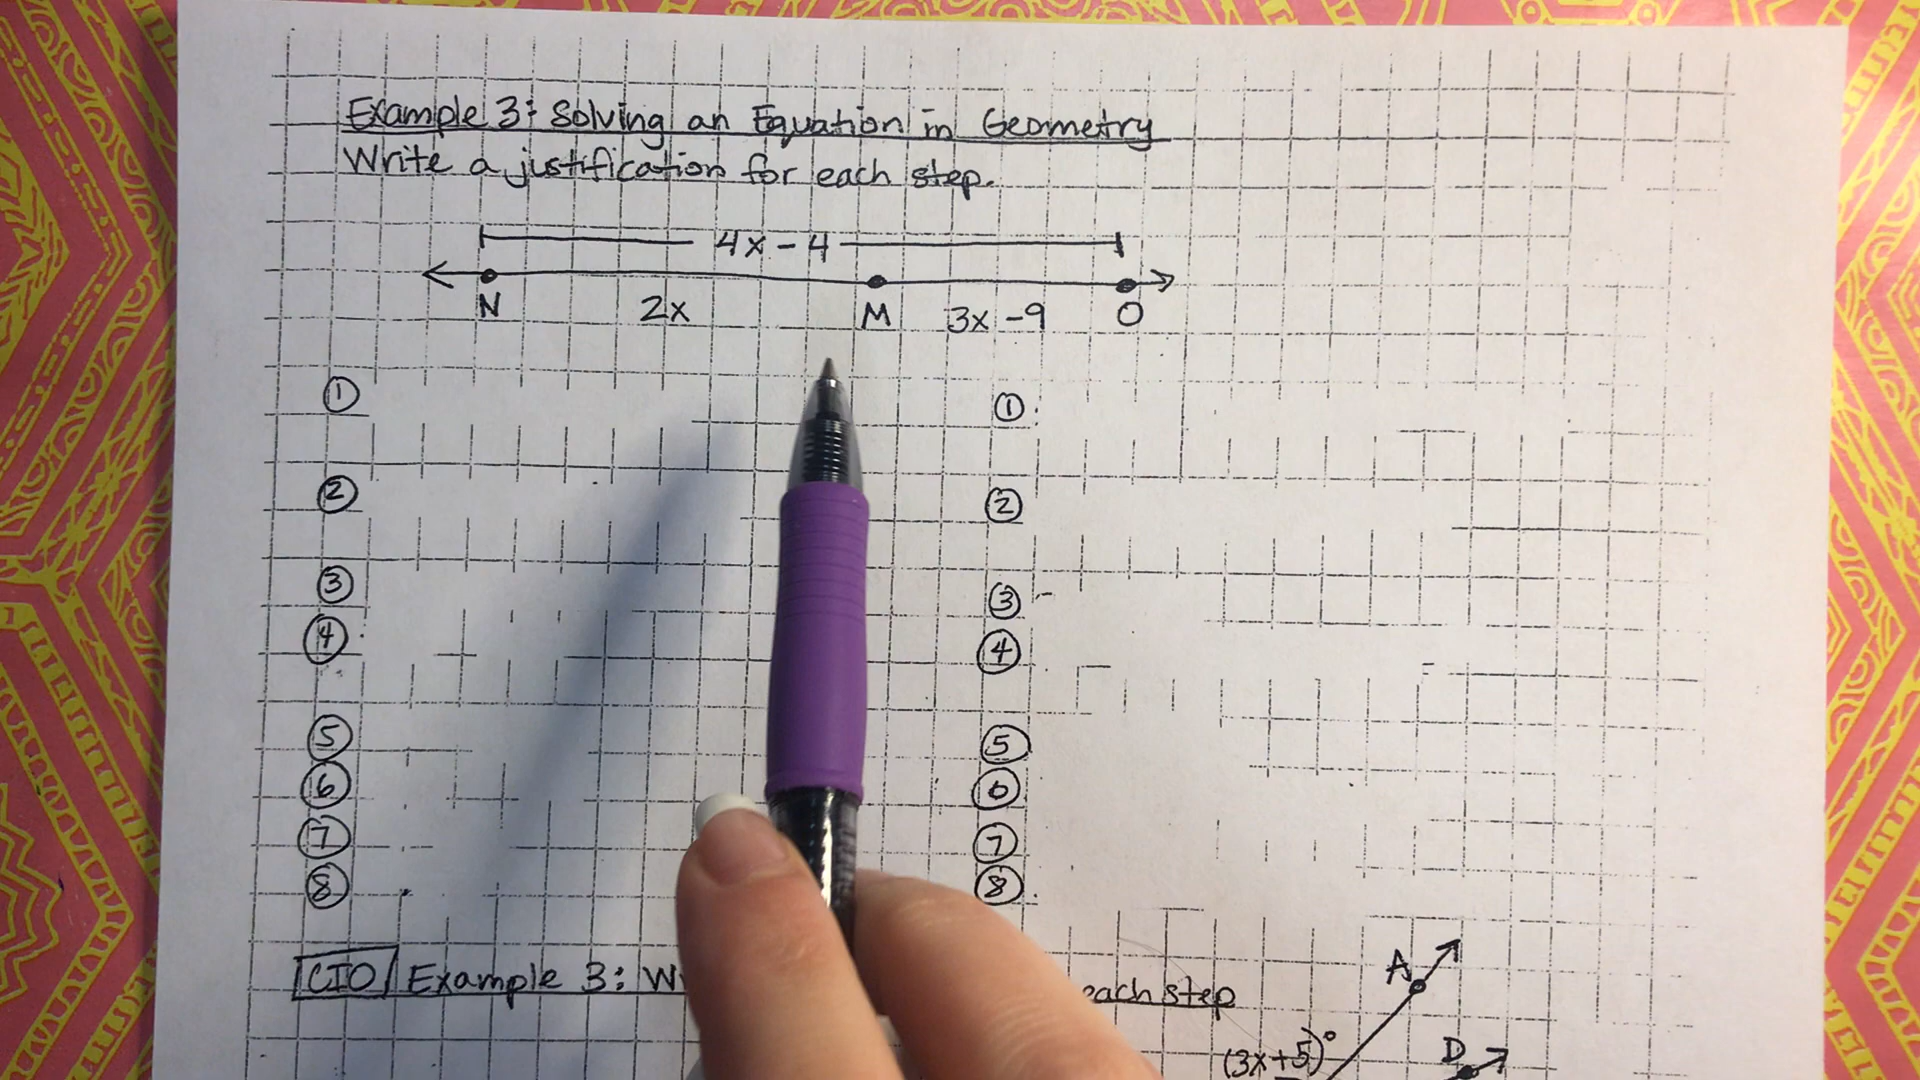 Example 3: Solving an Equation in Geometry
Write a justification for each step.
4x - 4
N 2x M 3x - 9 O
① ①
② ②
③ ③
④ ④
⑤ ⑤
⑥ ⑥
⑦ ⑦
⑧ ⑧
CIO Example 3: each step
A
(3x+5)° D